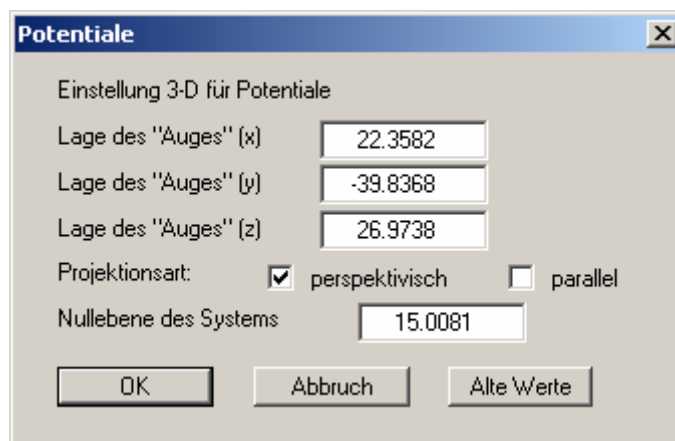 Potentiale
Einstellung 3-D für Potentiale
Lage des "Auges" (x) 22.3582
Lage des "Auges" (y) -39.8368
Lage des "Auges" (z) 26.9738
Projektionsart: perspektivisch parallel
Nullebene des Systems 15.0081
OK Abbruch Alte Werte